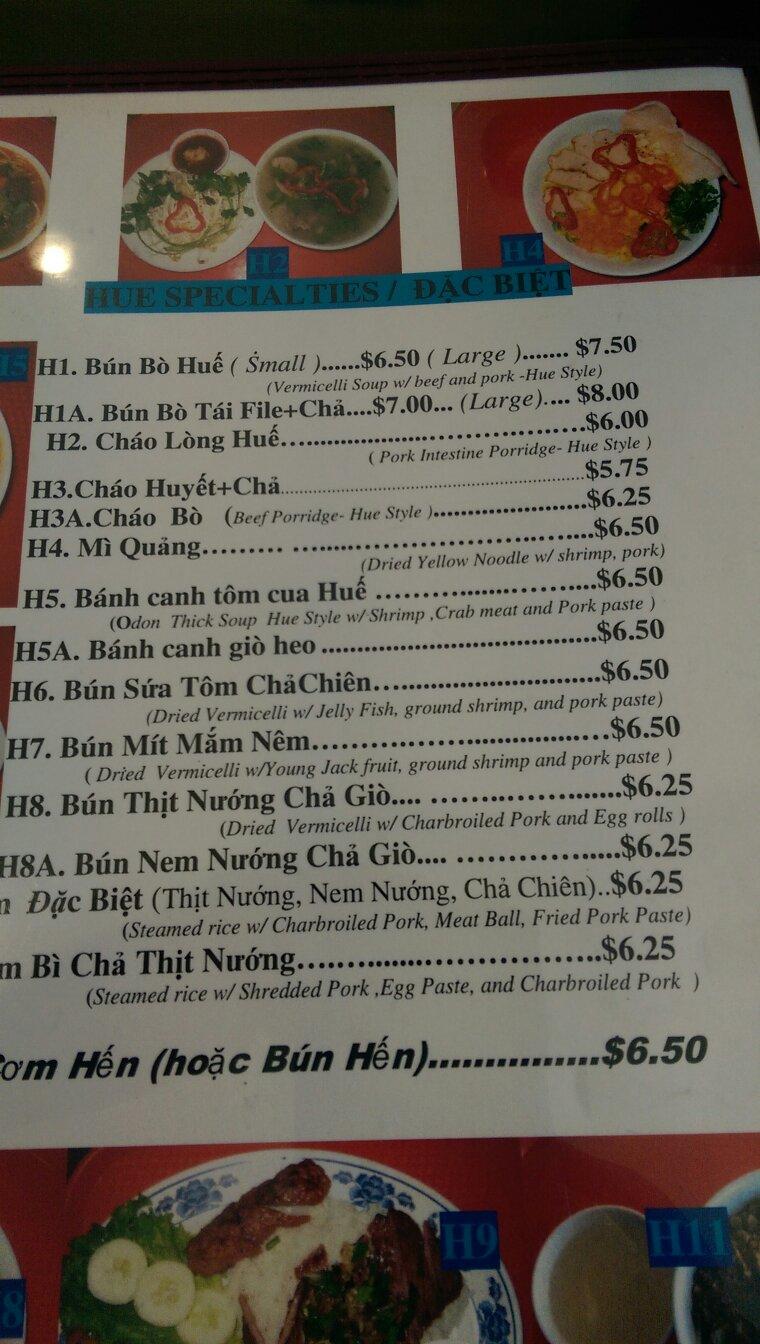 H2
H4
HUE SPECIALTIES / ĐẶC BIỆT
H5
H1. Bún Bò Huế ( Small )......$6.50 ( Large )....... $7.50
(Vermicelli Soup w/ beef and pork -Hue Style)
H1A. Bún Bò Tái File+Chả....$7.00... (Large).... $8.00
H2. Cháo Lòng Huế.............................................$6.00
( Pork Intestine Porridge- Hue Style )
H3.Cháo Huyết+Chả.............................................$5.75
H3A.Cháo Bò (Beef Porridge- Hue Style ).......................$6.25
H4. Mì Quảng......... ........................................$6.50
(Dried Yellow Noodle w/ shrimp, pork)
H5. Bánh canh tôm cua Huế .................................$6.50
(Odon Thick Soup Hue Style w/ Shrimp ,Crab meat and Pork paste )
H5A. Bánh canh giò heo .........................................$6.50
H6. Bún Sứa Tôm ChảChiên.................................$6.50
(Dried Vermicelli w/ Jelly Fish, ground shrimp, and pork paste)
H7. Bún Mít Mắm Nêm.......................................$6.50
( Dried Vermicelli w/Young Jack fruit, ground shrimp and pork paste )
H8. Bún Thịt Nướng Chả Giò.... ..........................$6.25
(Dried Vermicelli w/ Charbroiled Pork and Egg rolls )
H8A. Bún Nem Nướng Chả Giò.... .....................$6.25
Đặc Biệt (Thịt Nướng, Nem Nướng, Chả Chiên)..$6.25
(Steamed rice w/ Charbroiled Pork, Meat Ball, Fried Pork Paste)
Bì Chả Thịt Nướng.......................................$6.25
(Steamed rice w/ Shredded Pork ,Egg Paste, and Charbroiled Pork )
Cơm Hến (hoặc Bún Hến)................$6.50
H9
H11